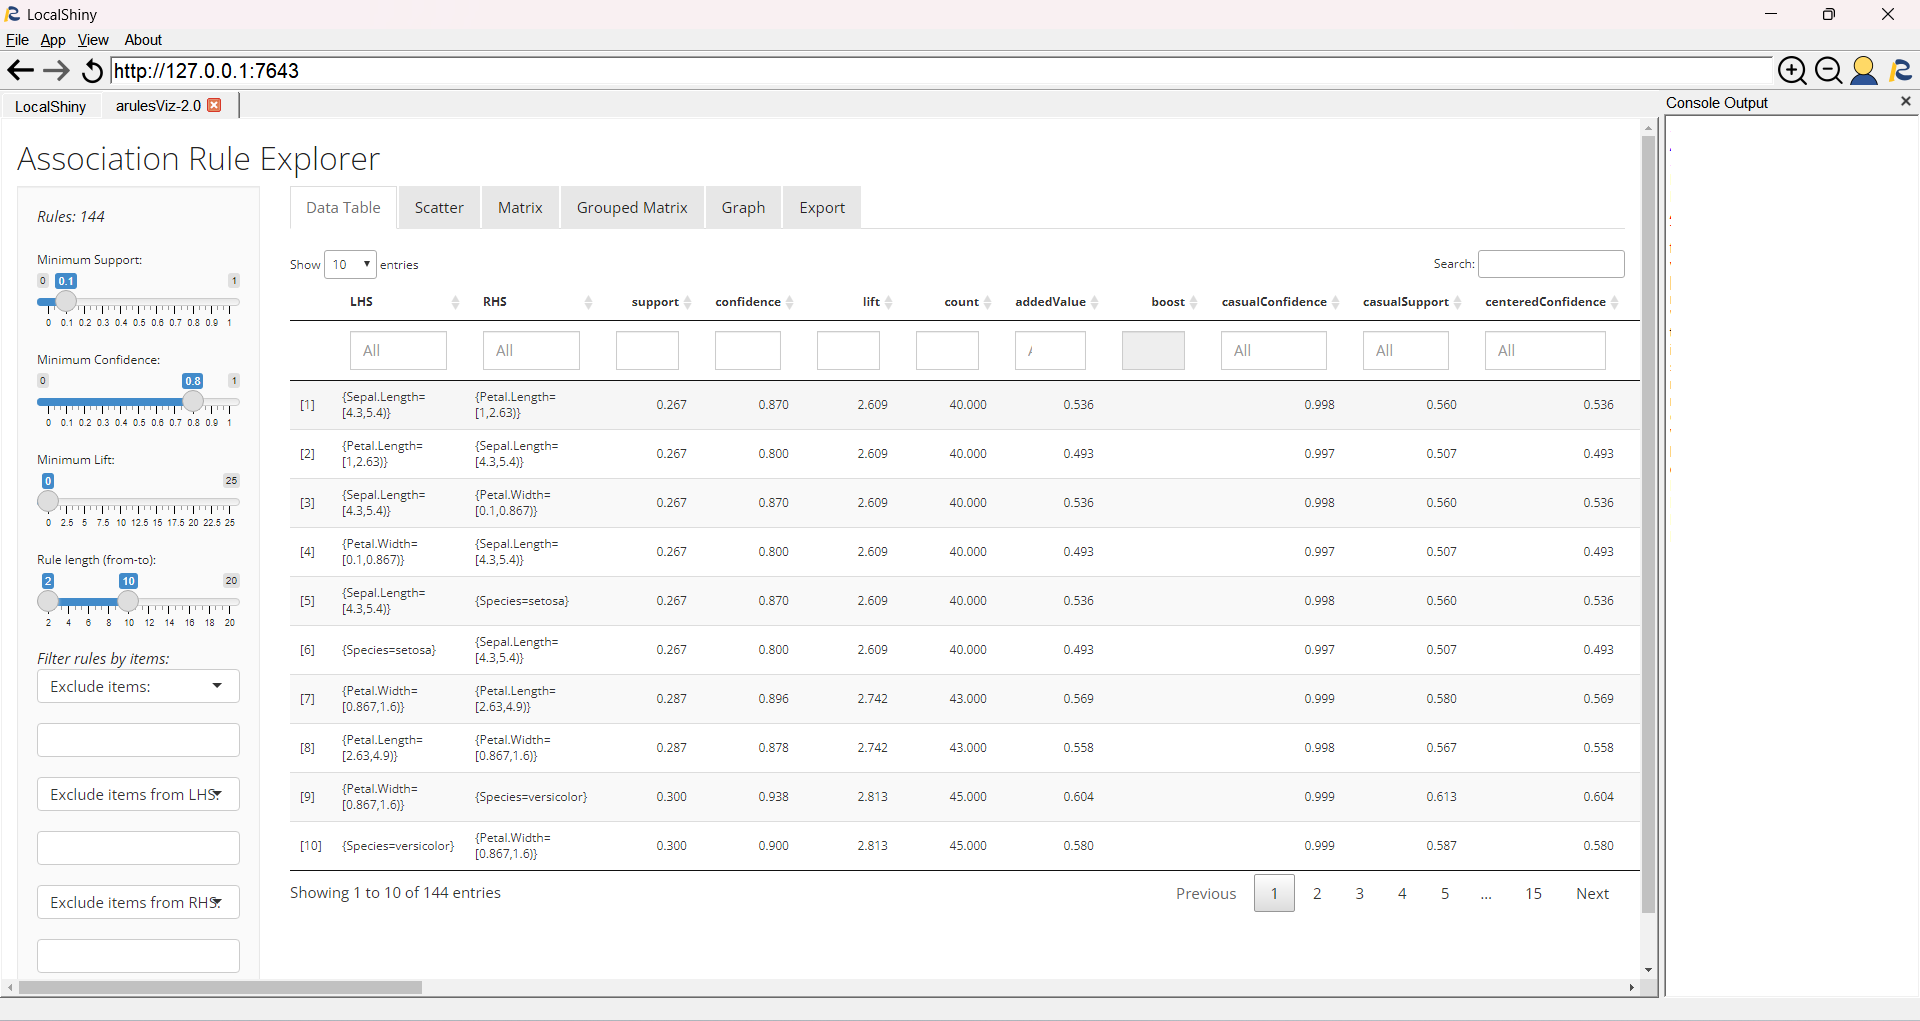 LocalShiny
File App View About
http://127.0.0.1:7643
LocalShiny arulesViz-2.0
Console Output
Association Rule Explorer
Rules: 144
Minimum Support:
0 0.1 1
0 0.1 0.2 0.3 0.4 0.5 0.6 0.7 0.8 0.9 1
Minimum Confidence:
0 0.8 1
0 0.1 0.2 0.3 0.4 0.5 0.6 0.7 0.8 0.9 1
Minimum Lift:
0 25
0 2.5 5 7.5 10 12.5 15 17.5 20 22.5 25
Rule length (from-to):
2 10 20
2 4 6 8 10 12 14 16 18 20
Filter rules by items:
Exclude items:
Exclude items from LHS:
Exclude items from RHS:
Data Table Scatter Matrix Grouped Matrix Graph Export
Show 10 entries
Search:
LHS RHS support confidence lift count addedValue boost casualConfidence casualSupport centeredConfidence
All All All All All
[1] {Sepal.Length= {Petal.Length= 0.267 0.870 2.609 40.000 0.536 0.998 0.560 0.536
[4.3,5.4)} [1,2.63)}
[2] {Petal.Length= {Sepal.Length= 0.267 0.800 2.609 40.000 0.493 0.997 0.507 0.493
[1,2.63)} [4.3,5.4)}
[3] {Sepal.Length= {Petal.Width= 0.267 0.870 2.609 40.000 0.536 0.998 0.560 0.536
[4.3,5.4)} [0.1,0.867)}
[4] {Petal.Width= {Sepal.Length= 0.267 0.800 2.609 40.000 0.493 0.997 0.507 0.493
[0.1,0.867)} [4.3,5.4)}
[5] {Sepal.Length= {Species=setosa} 0.267 0.870 2.609 40.000 0.536 0.998 0.560 0.536
[4.3,5.4)}
[6] {Species=setosa} {Sepal.Length= 0.267 0.800 2.609 40.000 0.493 0.997 0.507 0.493
[4.3,5.4)}
[7] {Petal.Width= {Petal.Length= 0.287 0.896 2.742 43.000 0.569 0.999 0.580 0.569
[0.867,1.6)} [2.63,4.9)}
[8] {Petal.Length= {Petal.Width= 0.287 0.878 2.742 43.000 0.558 0.998 0.567 0.558
[2.63,4.9)} [0.867,1.6)}
[9] {Petal.Width= {Species=versicolor} 0.300 0.938 2.813 45.000 0.604 0.999 0.613 0.604
[0.867,1.6)}
[10] {Species=versicolor} {Petal.Width= 0.300 0.900 2.813 45.000 0.580 0.999 0.587 0.580
[0.867,1.6)}
Showing 1 to 10 of 144 entries
Previous 1 2 3 4 5 ... 15 Next